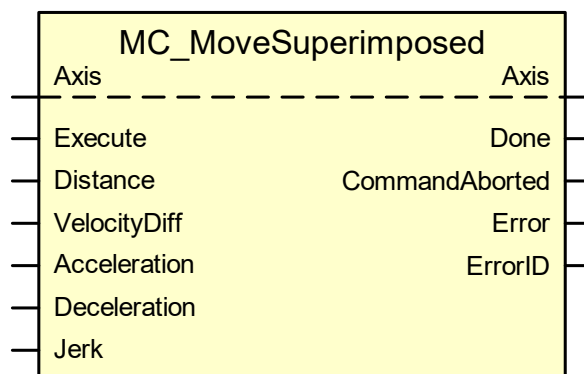 MC_MoveSuperimposed
Axis Axis
Execute Done
Distance CommandAborted
VelocityDiff Error
Acceleration ErrorID
Deceleration
Jerk